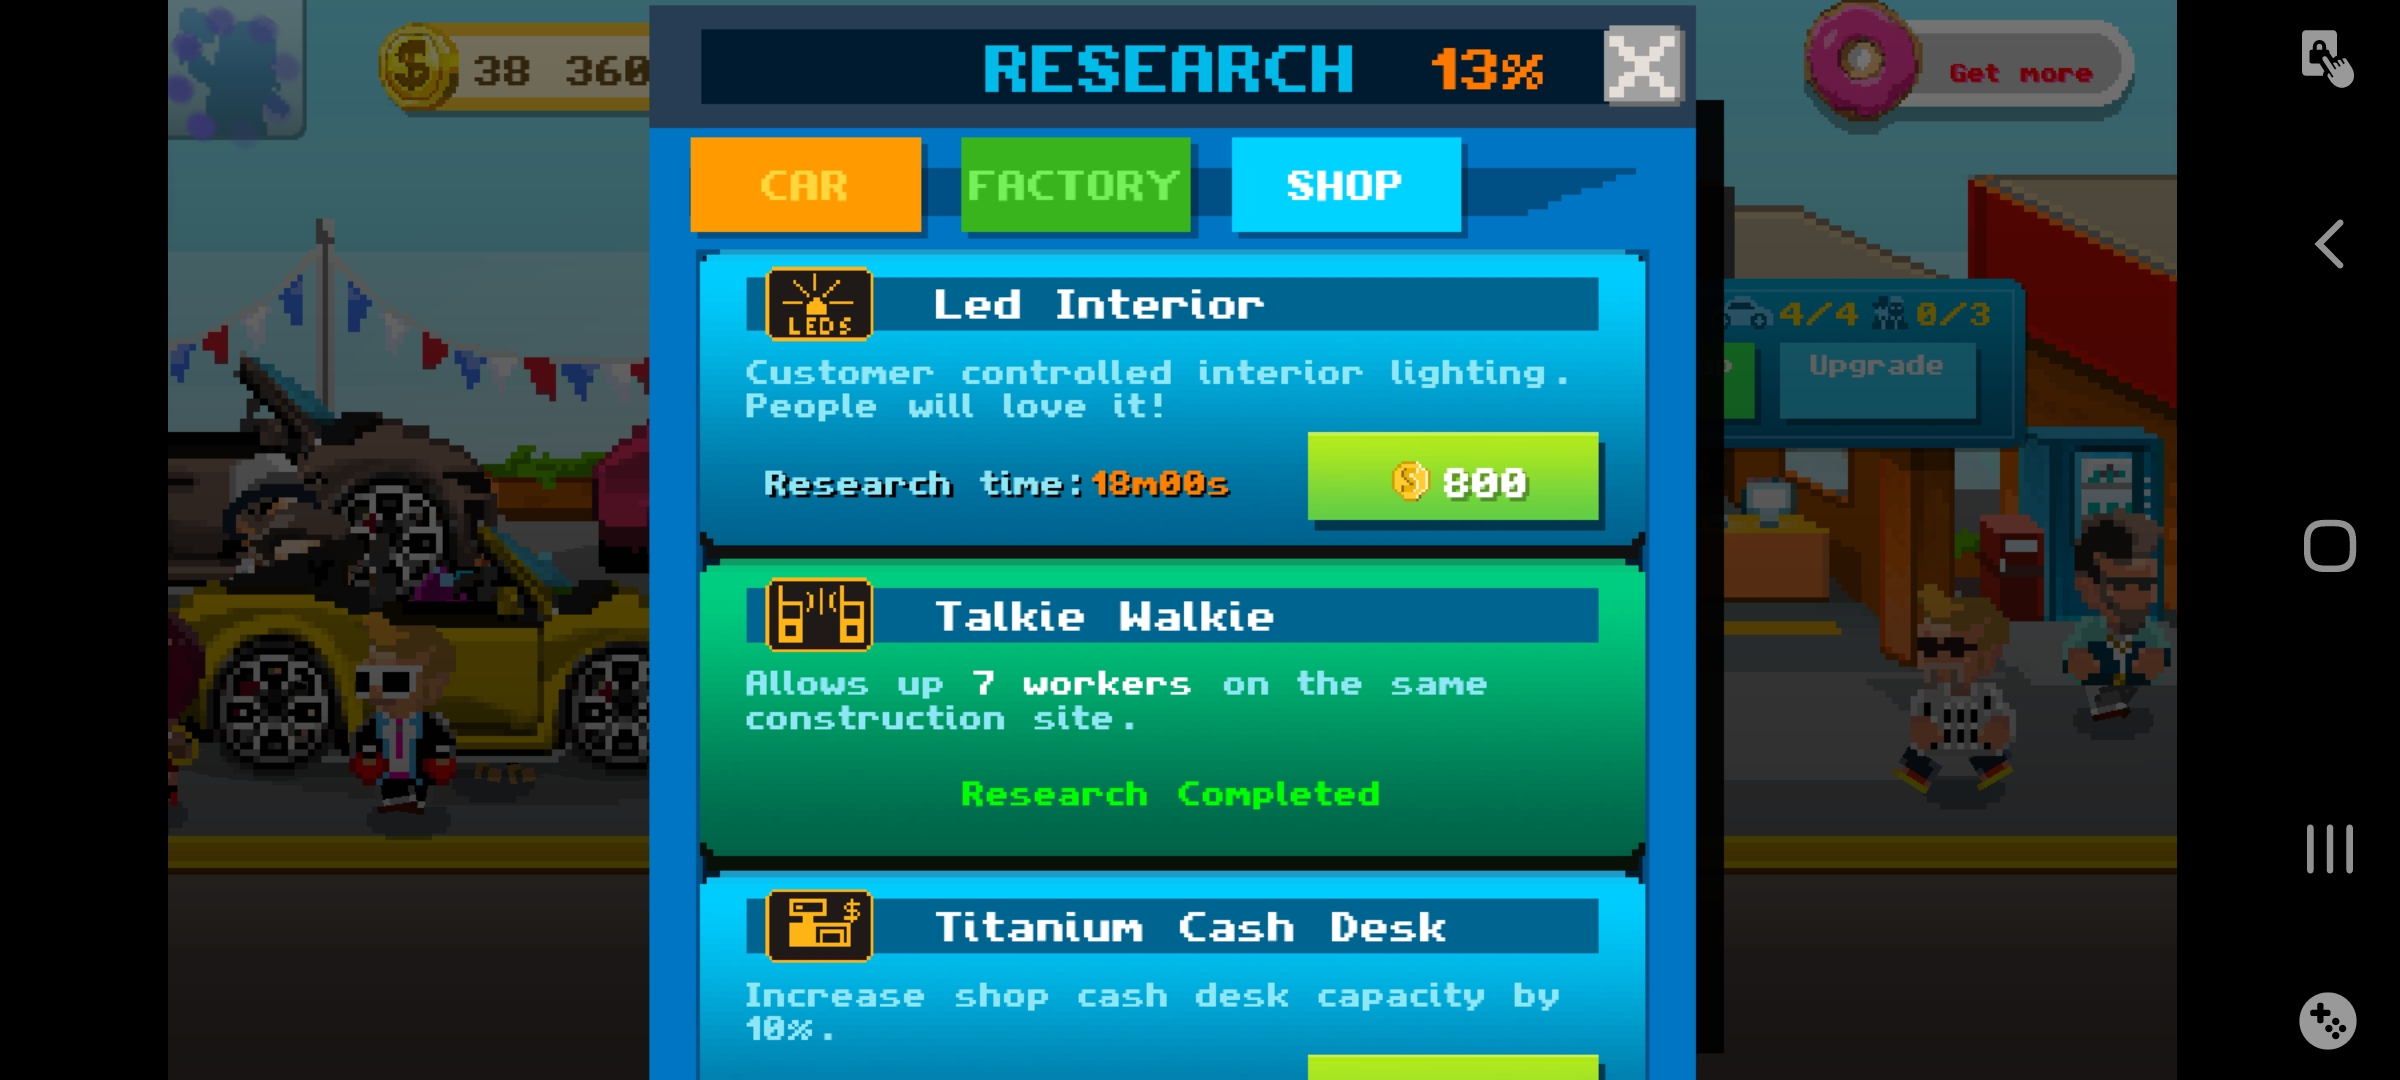 38 360
RESEARCH 13%
Get more
CAR FACTORY SHOP
LEDS
Led Interior
Customer controlled interior lighting.
People will love it!
Research time:18m00s
800
4/4 0/3
Upgrade
Talkie Walkie
Allows up 7 workers on the same
construction site.
Research Completed
$
Titanium Cash Desk
Increase shop cash desk capacity by
10%.